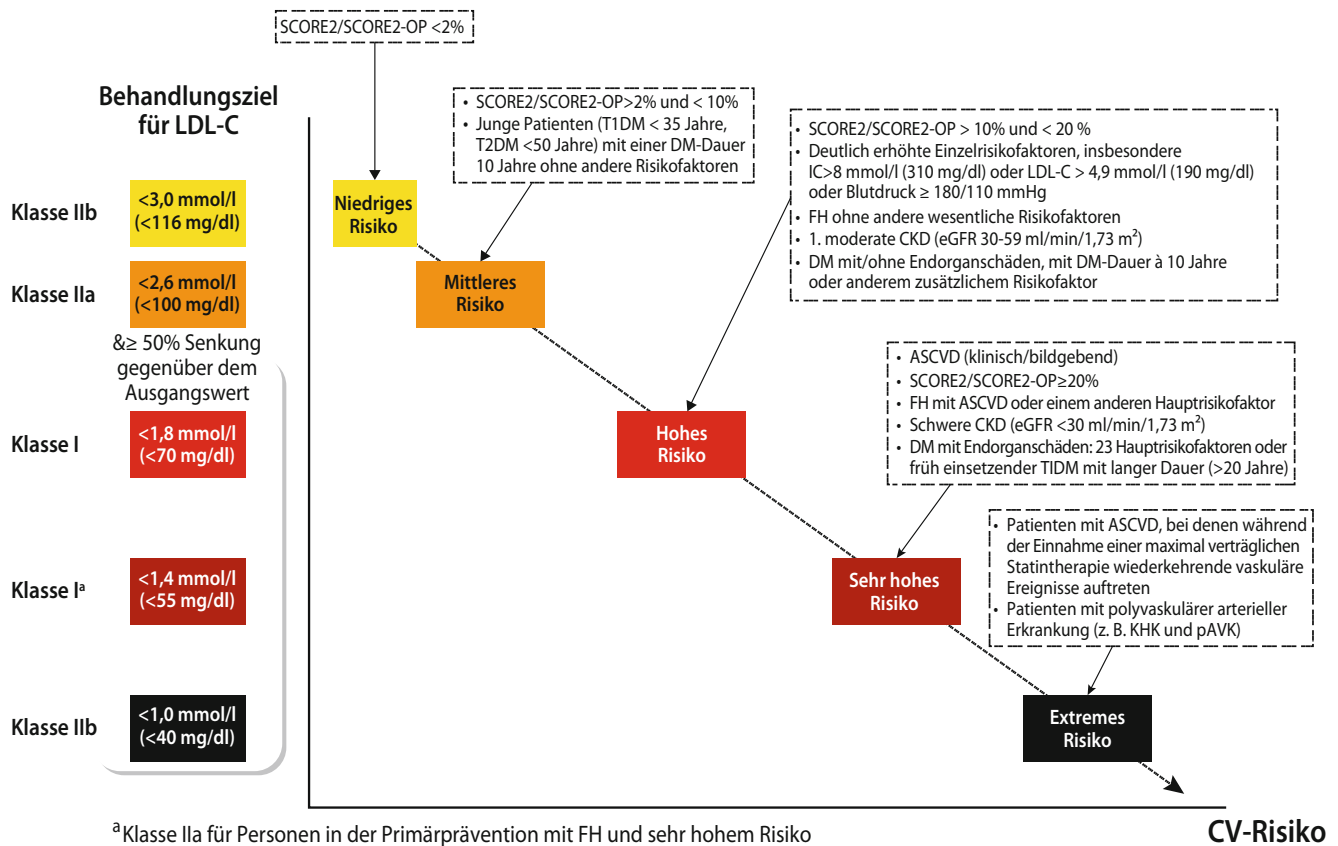 SCORE2/SCORE2-OP <2%
Behandlungsziel
für LDL-C
Klasse IIb
<3,0 mmol/l
(<116 mg/dl)
Klasse IIa
<2,6 mmol/l
(<100 mg/dl)
&≥ 50% Senkung
gegenüber dem
Ausgangswert
Klasse I
<1,8 mmol/l
(<70 mg/dl)
Klasse Iª
<1,4 mmol/l
(<55 mg/dl)
Klasse IIb
<1,0 mmol/l
(<40 mg/dl)
Niedriges
Risiko
• SCORE2/SCORE2-OP>2% und < 10%
• Junge Patienten (T1DM < 35 Jahre,
T2DM <50 Jahre) mit einer DM-Dauer
10 Jahre ohne andere Risikofaktoren
Mittleres
Risiko
• SCORE2/SCORE2-OP > 10% und < 20 %
• Deutlich erhöhte Einzelrisikofaktoren, insbesondere
IC>8 mmol/l (310 mg/dl) oder LDL-C > 4,9 mmol/l (190 mg/dl)
oder Blutdruck ≥ 180/110 mmHg
• FH ohne andere wesentliche Risikofaktoren
• 1. moderate CKD (eGFR 30-59 ml/min/1,73 m²)
• DM mit/ohne Endorganschäden, mit DM-Dauer à 10 Jahre
oder anderem zusätzlichem Risikofaktor
Hohes
Risiko
• ASCVD (klinisch/bildgebend)
• SCORE2/SCORE2-OP≥20%
• FH mit ASCVD oder einem anderen Hauptrisikofaktor
• Schwere CKD (eGFR <30 ml/min/1,73 m²)
• DM mit Endorganschäden: 23 Hauptrisikofaktoren oder
früh einsetzender TIDM mit langer Dauer (>20 Jahre)
Sehr hohes
Risiko
• Patienten mit ASCVD, bei denen während
der Einnahme einer maximal verträglichen
Statintherapie wiederkehrende vaskuläre
Ereignisse auftreten
• Patienten mit polyvaskulärer arterieller
Erkrankung (z. B. KHK und pAVK)
Extremes
Risiko
ª Klasse IIa für Personen in der Primärprävention mit FH und sehr hohem Risiko
CV-Risiko